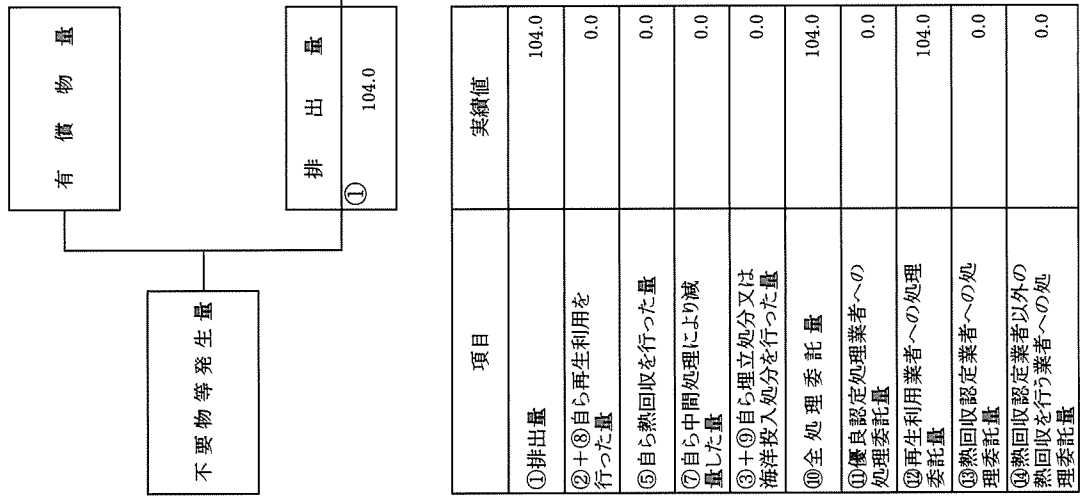 有償物量
不要物等発生量
排出量
①
104.0
項目
実績値
①排出量
104.0
②+⑧自ら再生利用を
行った量
0.0
⑤自ら熱回収を行った量
0.0
⑦自ら中間処理により減
量した量
0.0
③+⑨自ら埋立処分又は
海洋投入処分を行った量
0.0
⑩全処理委託量
104.0
⑪優良認定処理業者への
処理委託量
0.0
⑫再生利用業者への処理
委託量
104.0
⑬熱回収認定業者への処
理委託量
0.0
⑭熱回収認定業者以外の
熱回収を行う業者への処
理委託量
0.0